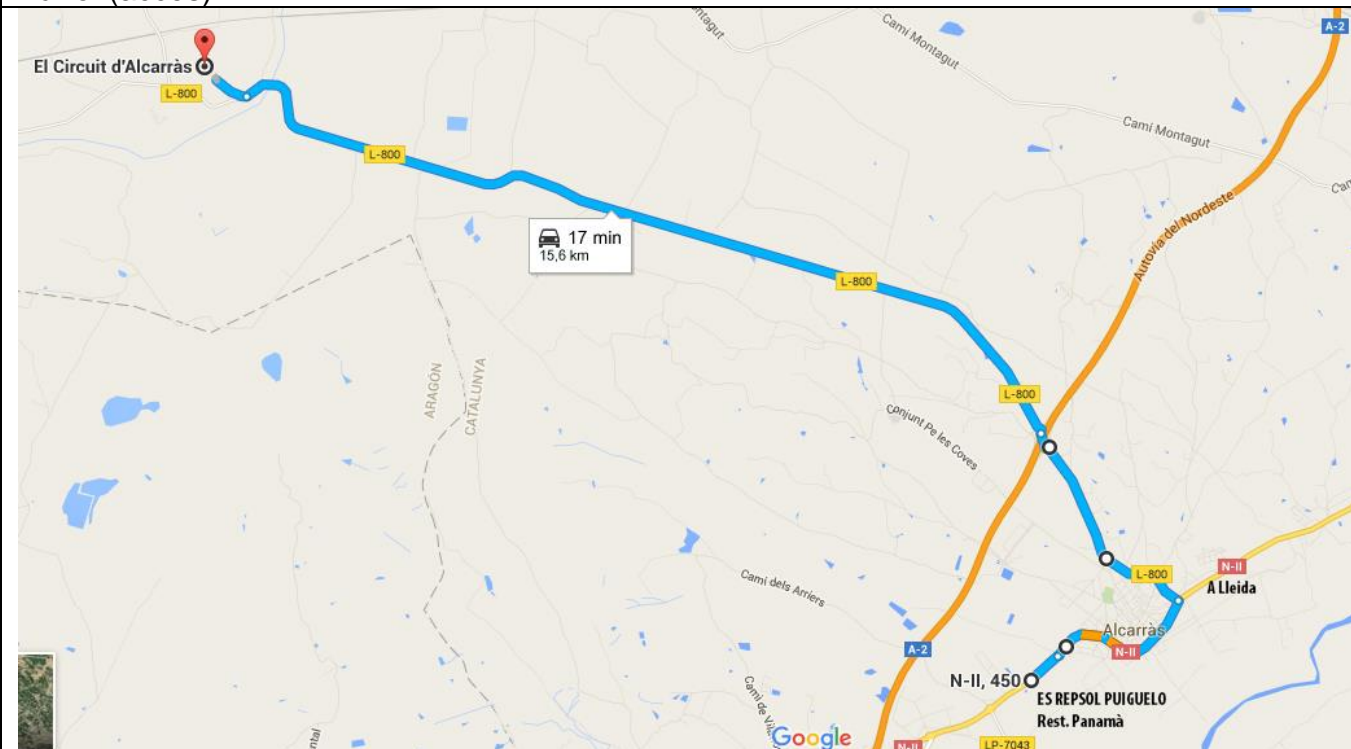 Camí Montagut
A-2
El Circuit d'Alcarràs
L-800
Camí Montagut
L-800
Autovía del Nordeste
17 min
15,6 km
L-800
ARAGÓN
CATALUNYA
L-800
Conjunt Pe les Coves
L-800
N-II
A Lleida
Camí dels Arriers
Alcarràs
A-2
N-II
N-II, 450
ES REPSOL PUIGUELO
Rest. Panamà
Google
N-II
LP-7043